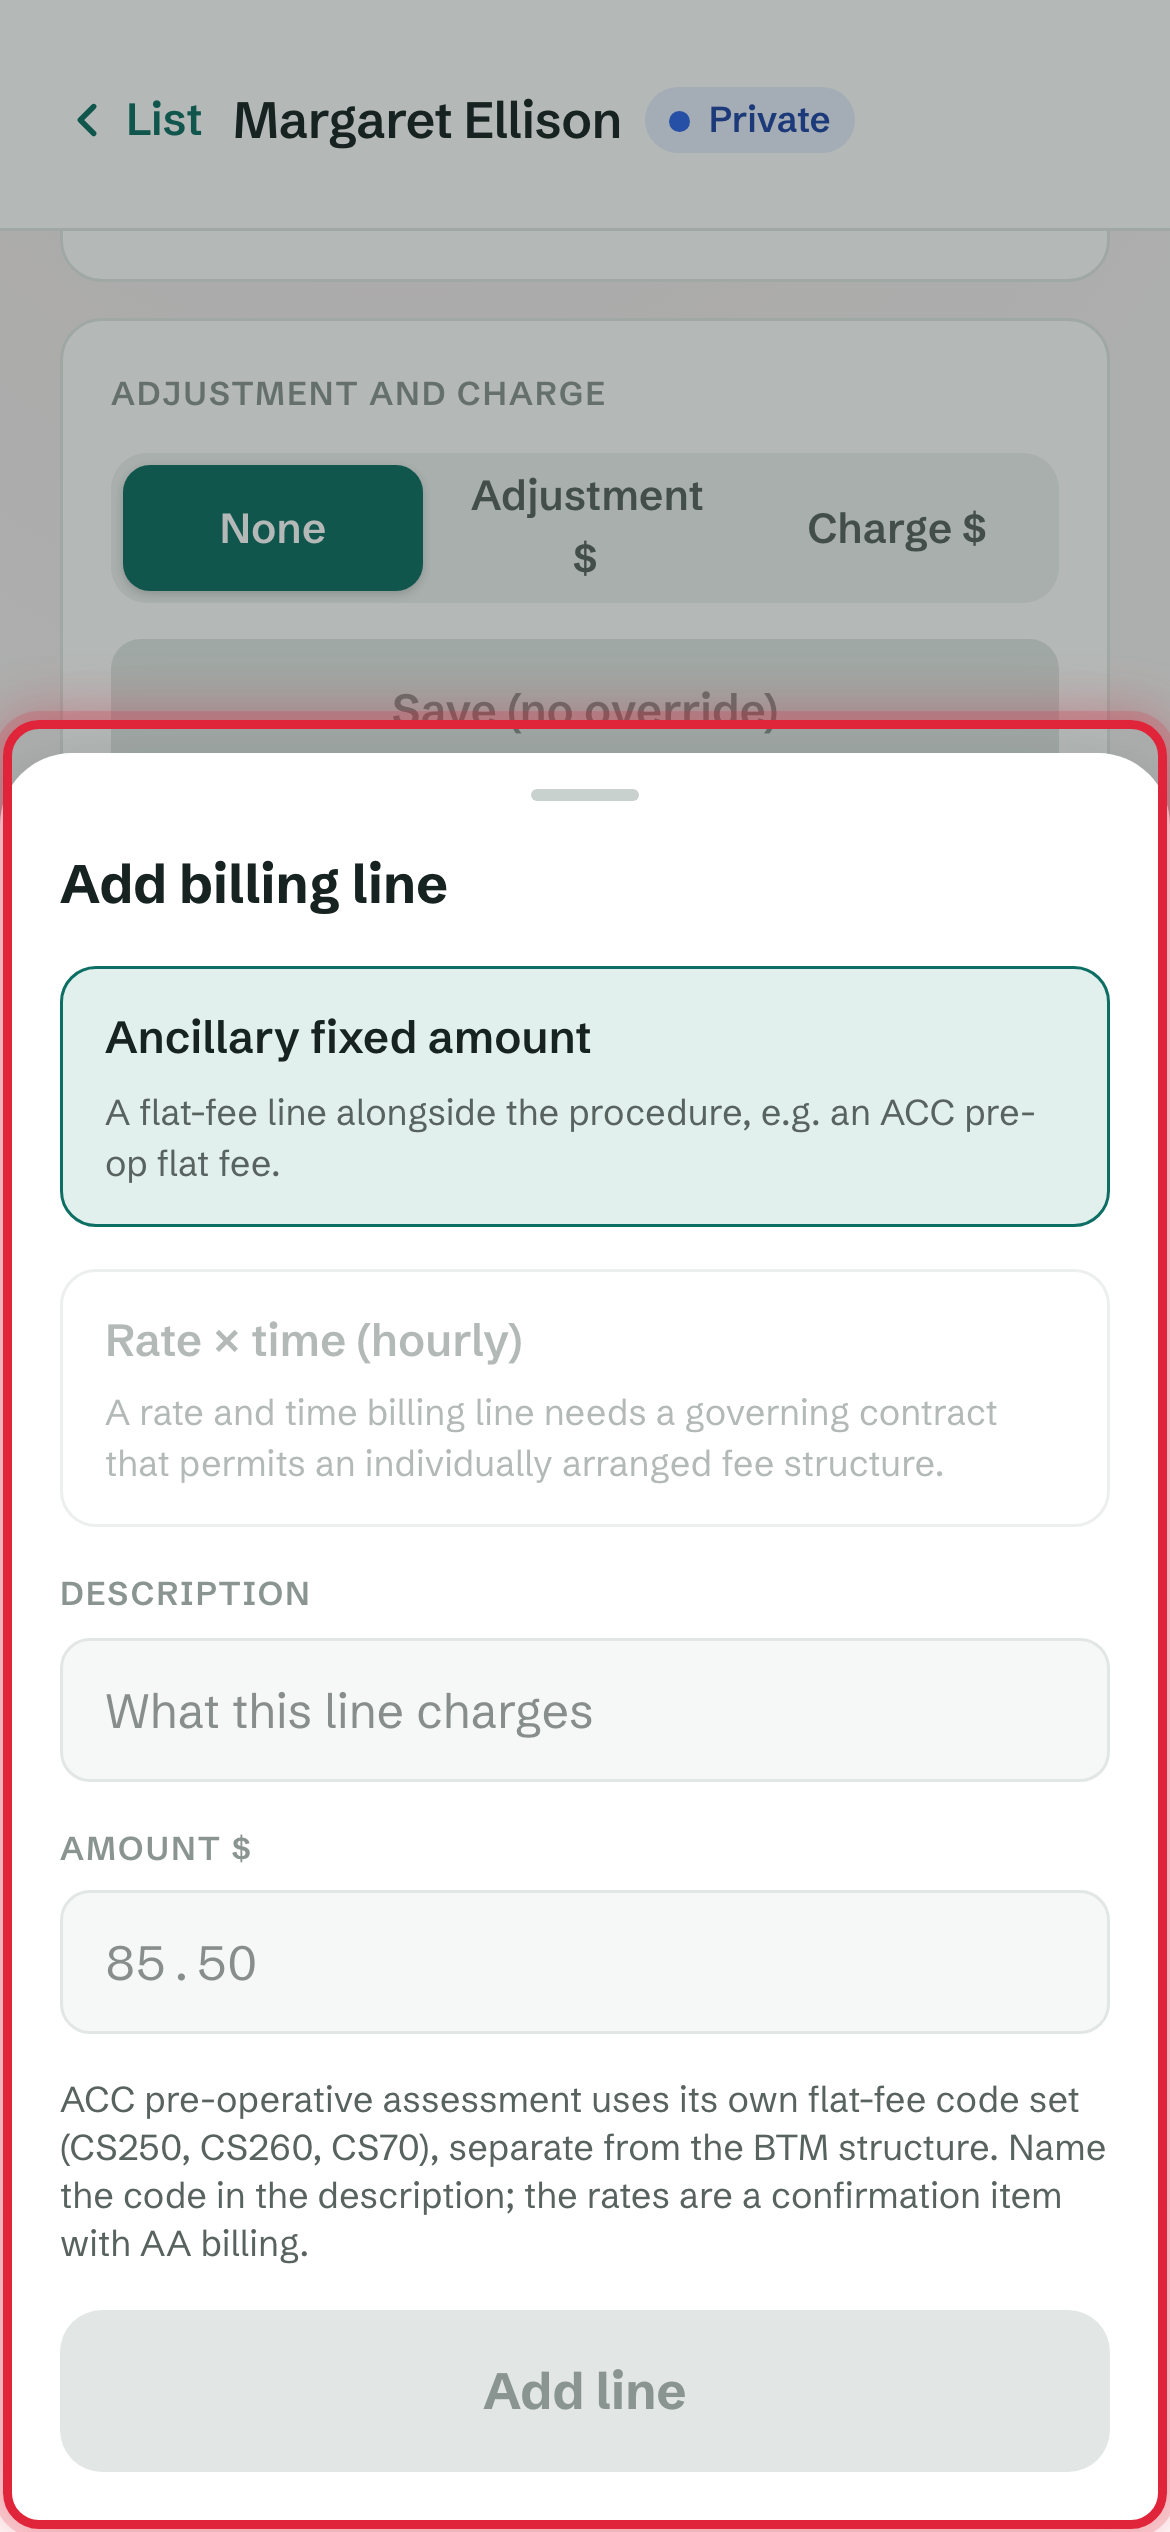 List Margaret Ellison Private
ADJUSTMENT AND CHARGE
None
Adjustment
$
Charge $
Save (no override)
Add billing line
Ancillary fixed amount
A flat-fee line alongside the procedure, e.g. an ACC pre-
op flat fee.
Rate × time (hourly)
A rate and time billing line needs a governing contract
that permits an individually arranged fee structure.
DESCRIPTION
What this line charges
AMOUNT $
85.50
ACC pre-operative assessment uses its own flat-fee code set
(CS250, CS260, CS70), separate from the BTM structure. Name
the code in the description; the rates are a confirmation item
with AA billing.
Add line